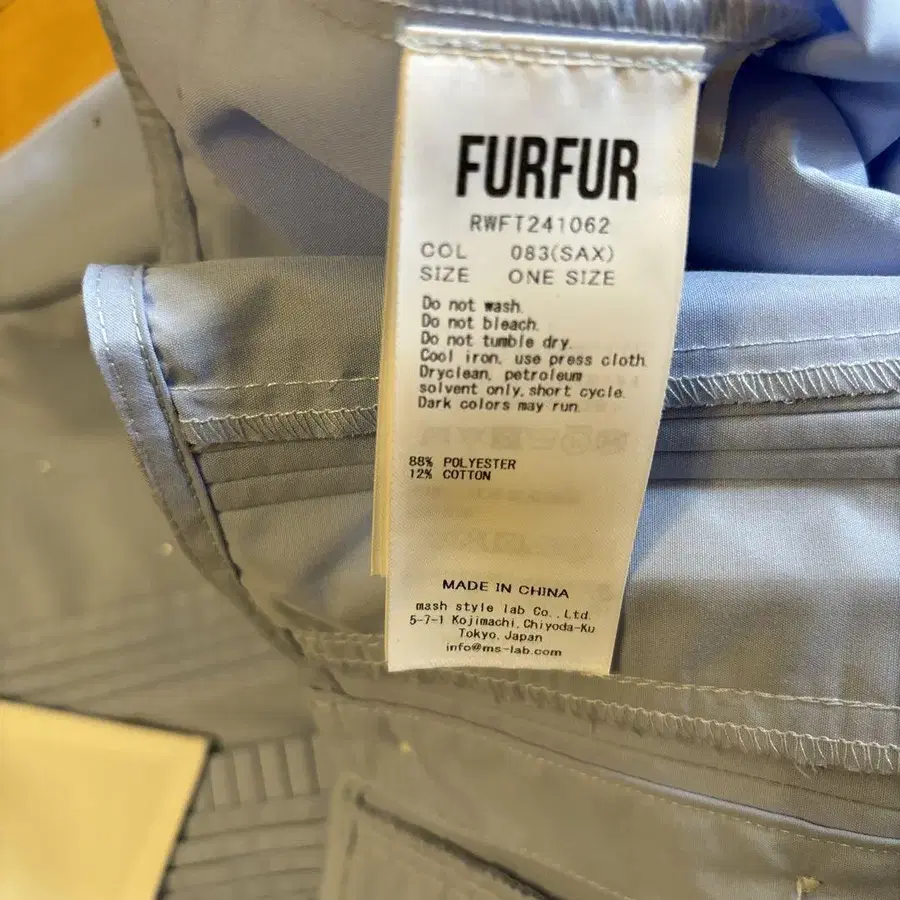 FURFUR
RWFT241062
COL 083(SAX)
SIZE ONE SIZE
Do not wash.
Do not bleach.
Do not tumble dry.
Cool iron, use press cloth.
Dryclean, petroleum
solvent only, short cycle.
Dark colors may run.
88% POLYESTER
12% COTTON
MADE IN CHINA
mash style lab Co., Ltd.
5-7-1 Kojimachi, Chiyoda-Ku
Tokyo, Japan
info@ms-lab.com